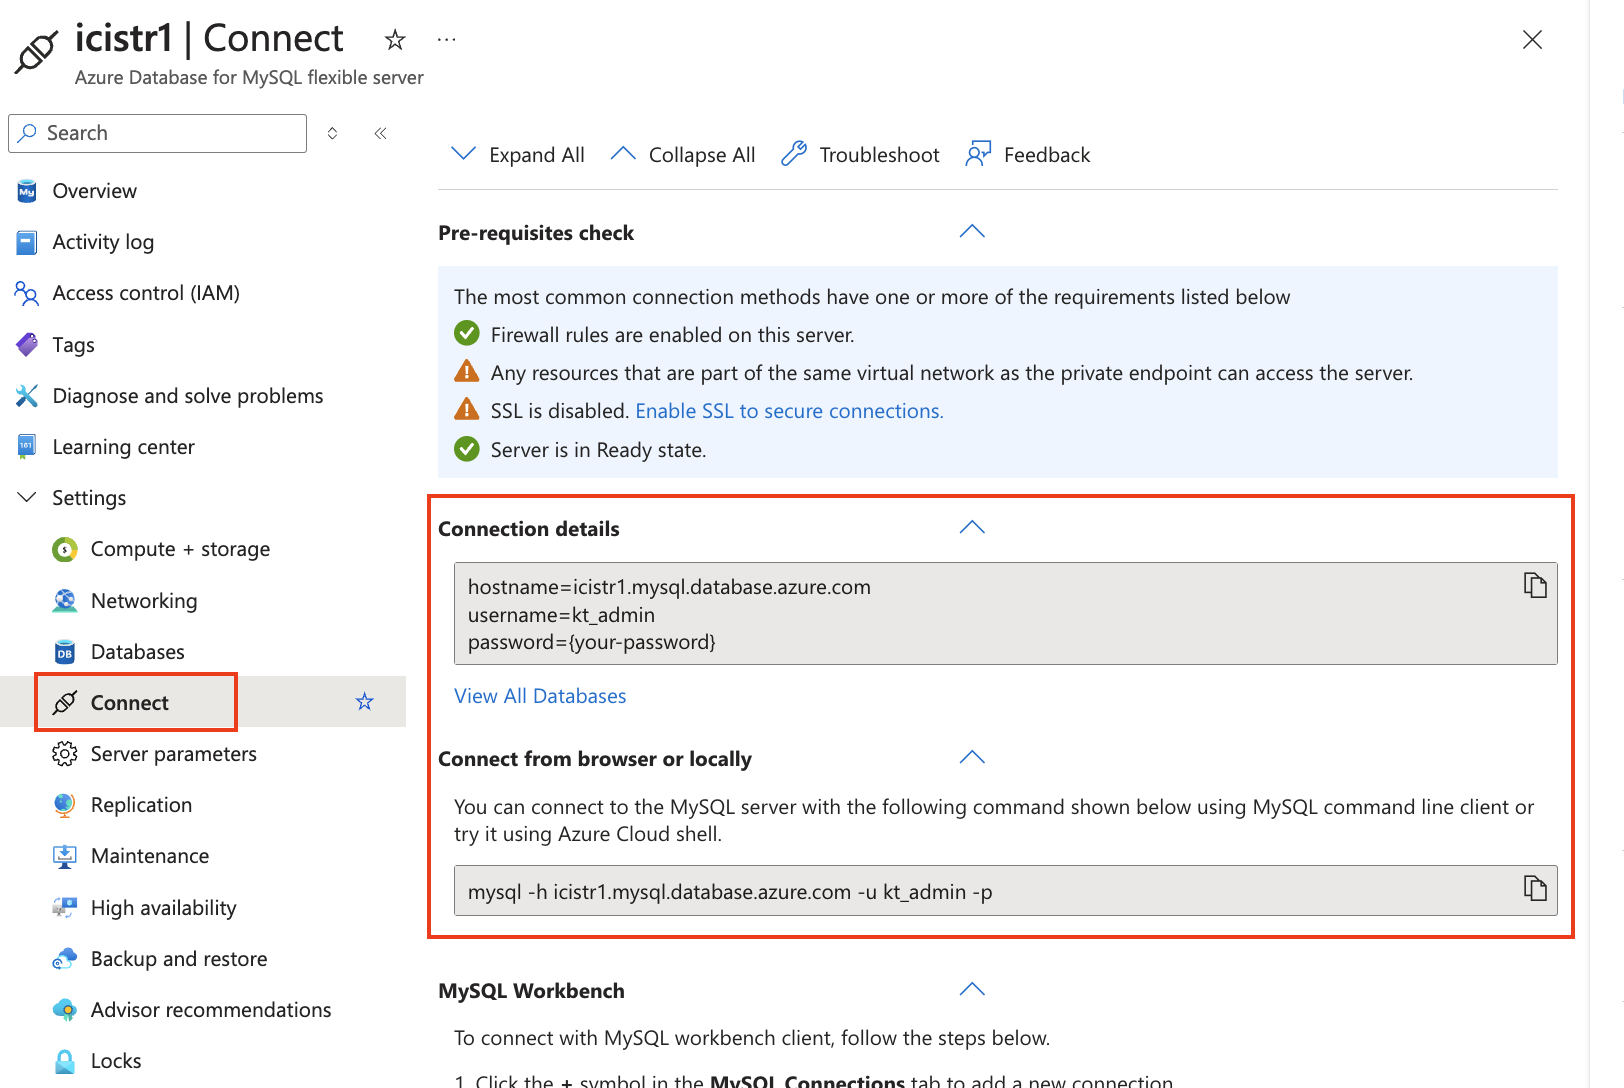 icistr1 | Connect
Azure Database for MySQL flexible server
Search
Overview
Activity log
Access control (IAM)
Tags
Diagnose and solve problems
Learning center
Settings
Compute + storage
Networking
Databases
Connect
Server parameters
Replication
Maintenance
High availability
Backup and restore
Advisor recommendations
Locks
Expand All
Collapse All
Troubleshoot
Feedback
Pre-requisites check
The most common connection methods have one or more of the requirements listed below
Firewall rules are enabled on this server.
Any resources that are part of the same virtual network as the private endpoint can access the server.
SSL is disabled. Enable SSL to secure connections.
Server is in Ready state.
Connection details
hostname=icistr1.mysql.database.azure.com
username=kt_admin
password={your-password}
View All Databases
Connect from browser or locally
You can connect to the MySQL server with the following command shown below using MySQL command line client or
try it using Azure Cloud shell.
mysql -h icistr1.mysql.database.azure.com -u kt_admin -p
MySQL Workbench
To connect with MySQL workbench client, follow the steps below.
1. Click the + symbol in the MySQL Connections tab to add a new connection